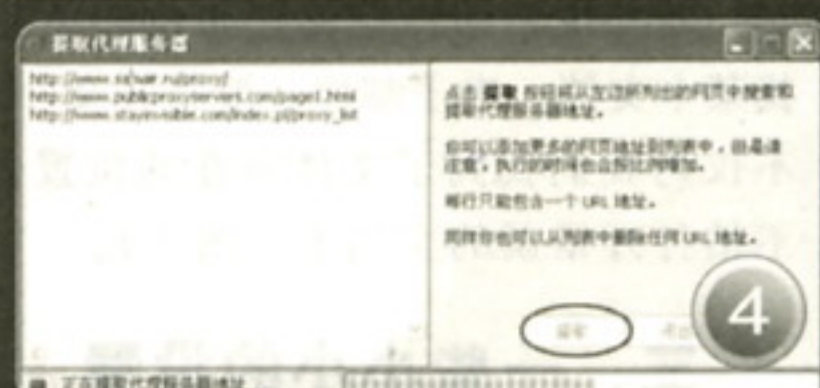 提取代理服务器
http://www.samair.ru/proxy/
http://www.publicproxyservers.com/page1.html
http://www.stayinvisible.com/index.pl/proxy_list
点击 提取 按钮将从左边所列出的网页中搜索和
提取代理服务器地址。
你可以添加更多的网页地址到列表中，但是请
注意，执行的时间也会按比例增加。
每行只能包含一个 URL 地址。
同样你也可以从列表中删除任何 URL 地址。
提取
4
正在提取代理服务器地址